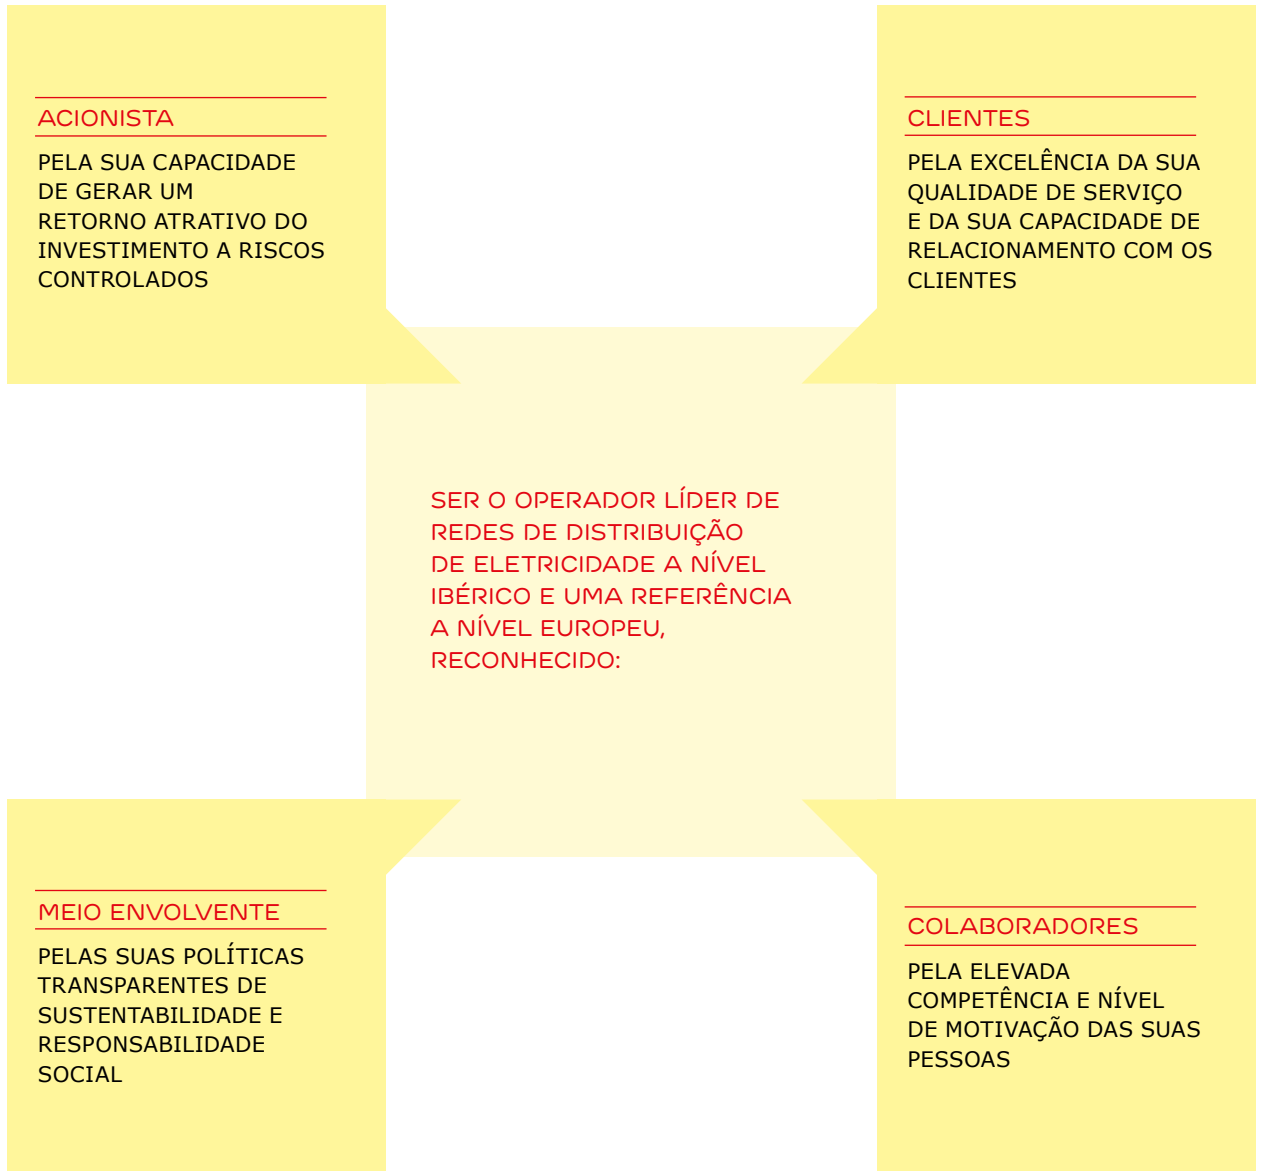 ACIONISTA
PELA SUA CAPACIDADE
DE GERAR UM
RETORNO ATRATIVO DO
INVESTIMENTO A RISCOS
CONTROLADOS
CLIENTES
PELA EXCELÊNCIA DA SUA
QUALIDADE DE SERVIÇO
E DA SUA CAPACIDADE DE
RELACIONAMENTO COM OS
CLIENTES
SER O OPERADOR LÍDER DE
REDES DE DISTRIBUIÇÃO
DE ELETRICIDADE A NÍVEL
IBÉRICO E UMA REFERÊNCIA
A NÍVEL EUROPEU,
RECONHECIDO:
MEIO ENVOLVENTE
PELAS SUAS POLÍTICAS
TRANSPARENTES DE
SUSTENTABILIDADE E
RESPONSABILIDADE
SOCIAL
COLABORADORES
PELA ELEVADA
COMPETÊNCIA E NÍVEL
DE MOTIVAÇÃO DAS SUAS
PESSOAS